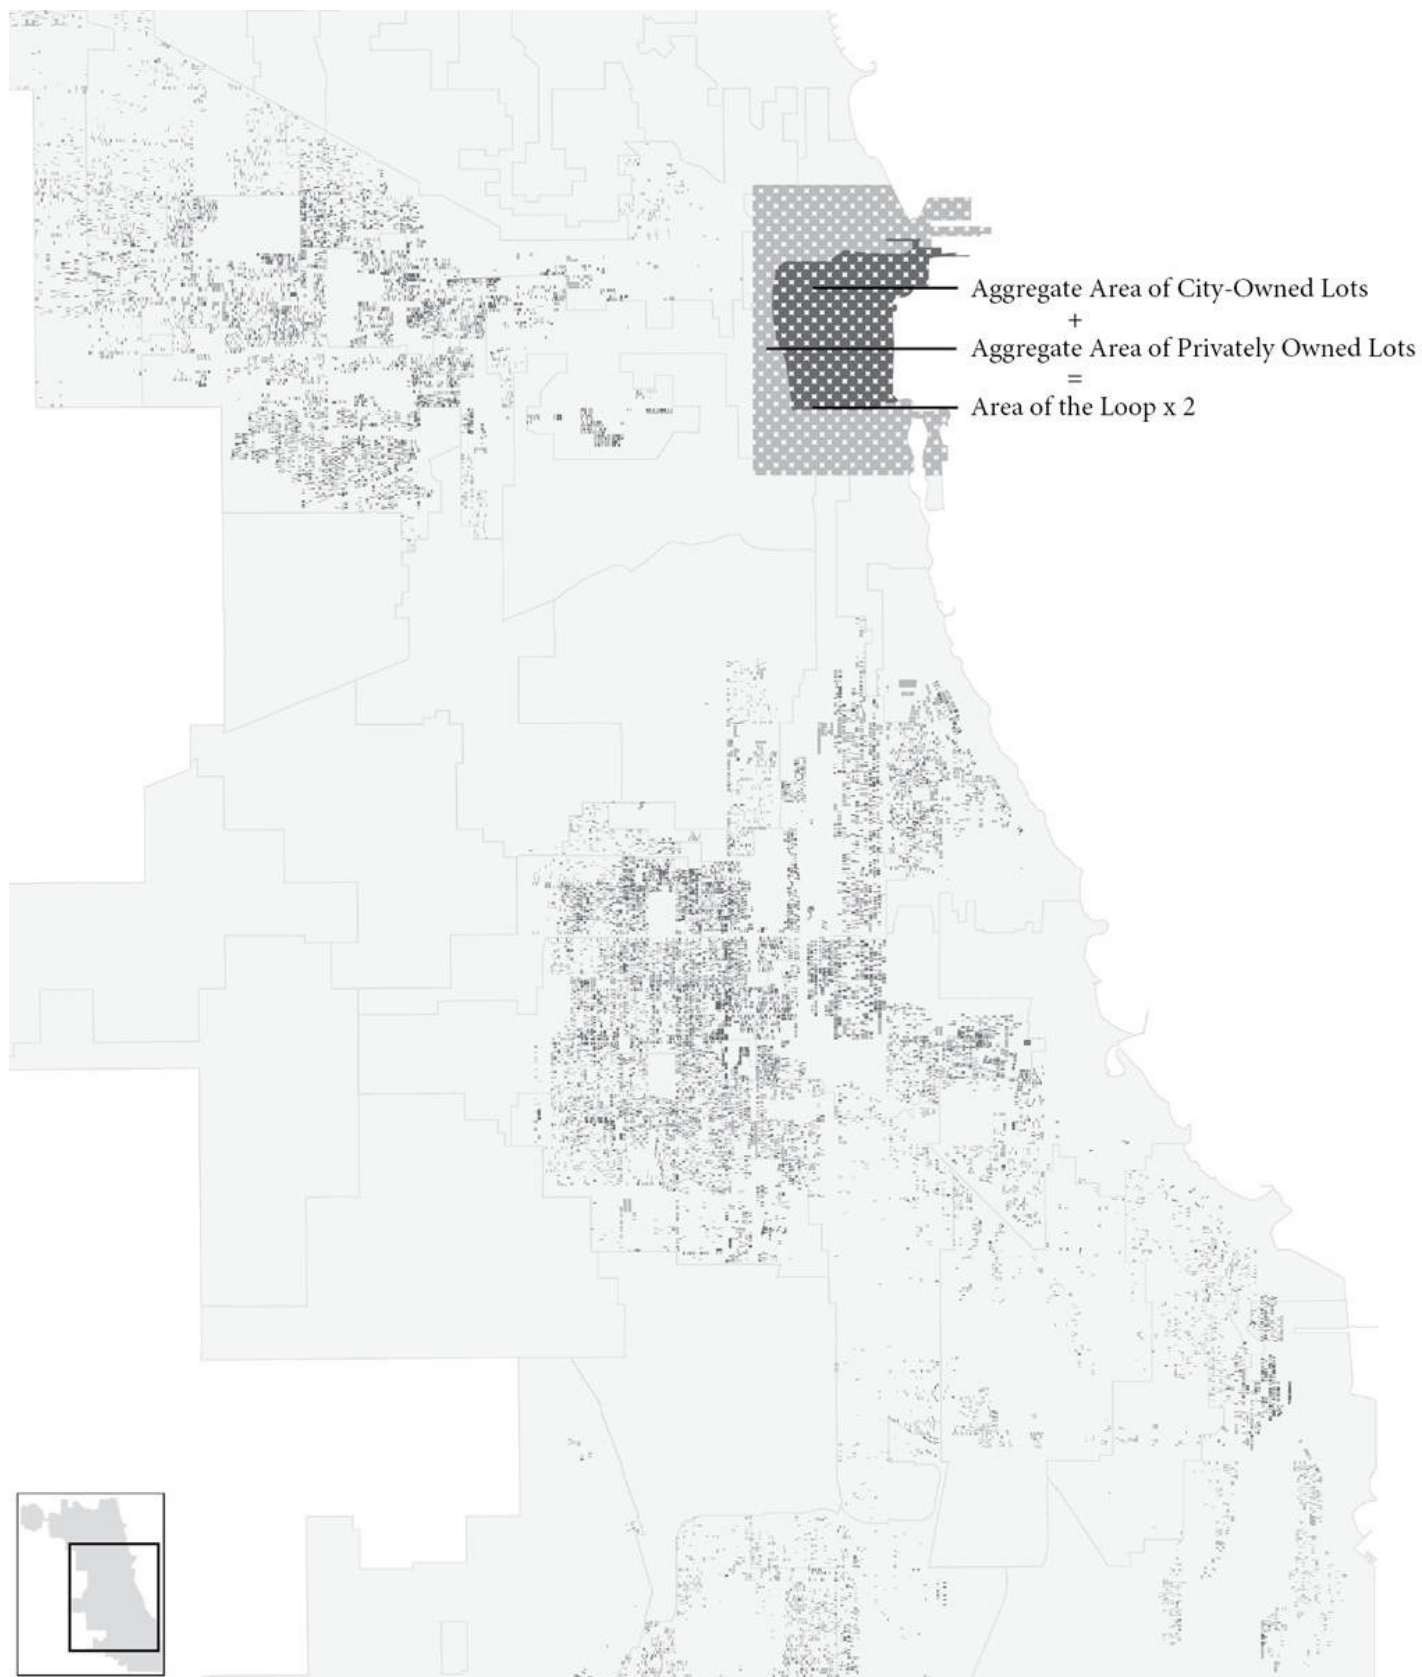 Aggregate Area of City-Owned Lots
+
Aggregate Area of Privately Owned Lots
=
Area of the Loop x 2